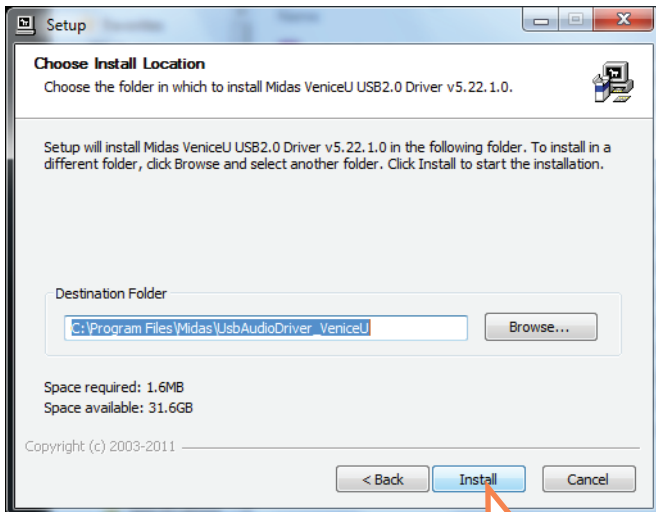 Setup
Choose Install Location
Choose the folder in which to install Midas VeniceU USB2.0 Driver v5.22.1.0.
Setup will install Midas VeniceU USB2.0 Driver v5.22.1.0 in the following folder. To install in a
different folder, click Browse and select another folder. Click Install to start the installation.
Destination Folder
C:\Program Files\Midas\UsbAudioDriver_VeniceU
Browse...
Space required: 1.6MB
Space available: 31.6GB
Copyright (c) 2003-2011
< Back Install Cancel